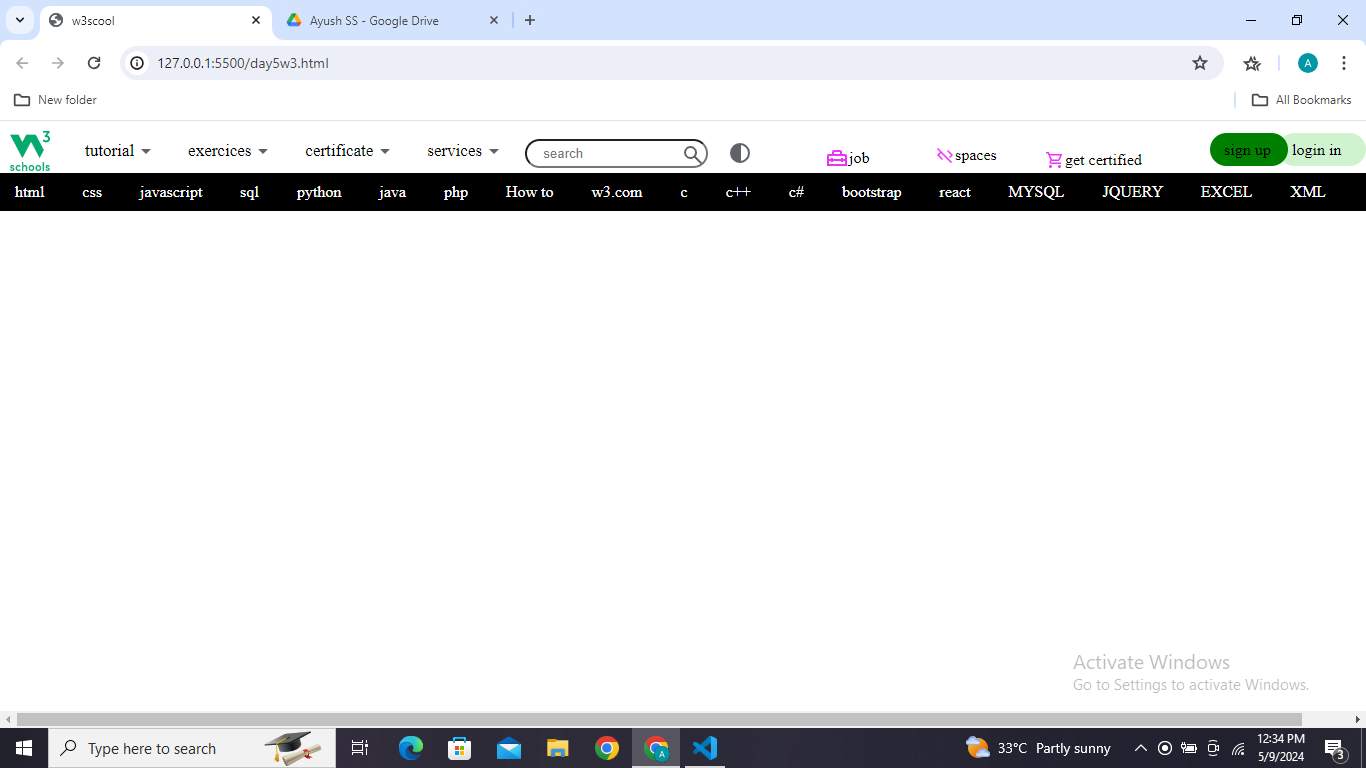 w3scool
Ayush SS - Google Drive
127.0.0.1:5500/day5w3.html
A
New folder
All Bookmarks
W3 schools
tutorial exercices certificate services search job spaces get certified sign up login in
html css javascript sql python java php How to w3.com c c++ c# bootstrap react MYSQL JQUERY EXCEL XML
Activate Windows
Go to Settings to activate Windows.
Type here to search
A
33°C Partly sunny
12:34 PM
5/9/2024
3